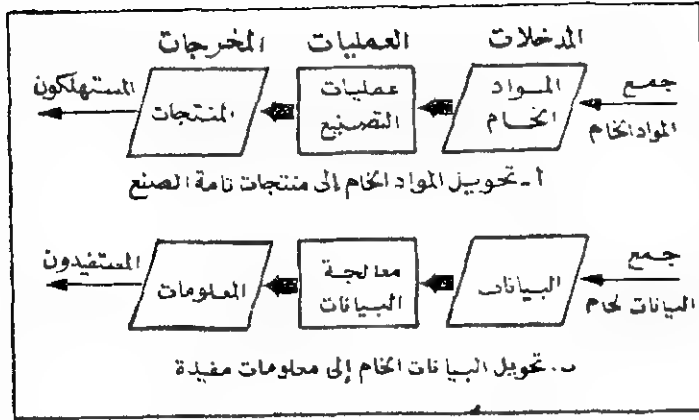 المدخلات العمليات المخرجات
جمع
المواد الخام
المواد
الخام
عمليات
التصنيع
المنتجات
المستهلكون
أ- تحويل المواد الخام إلى منتجات تامة الصنع
جمع
البيانات لخام
البيانات
معالجة
البيانات
المعلومات
المستفيدون
ب. تحويل البيانات الخام إلى معلومات مفيدة